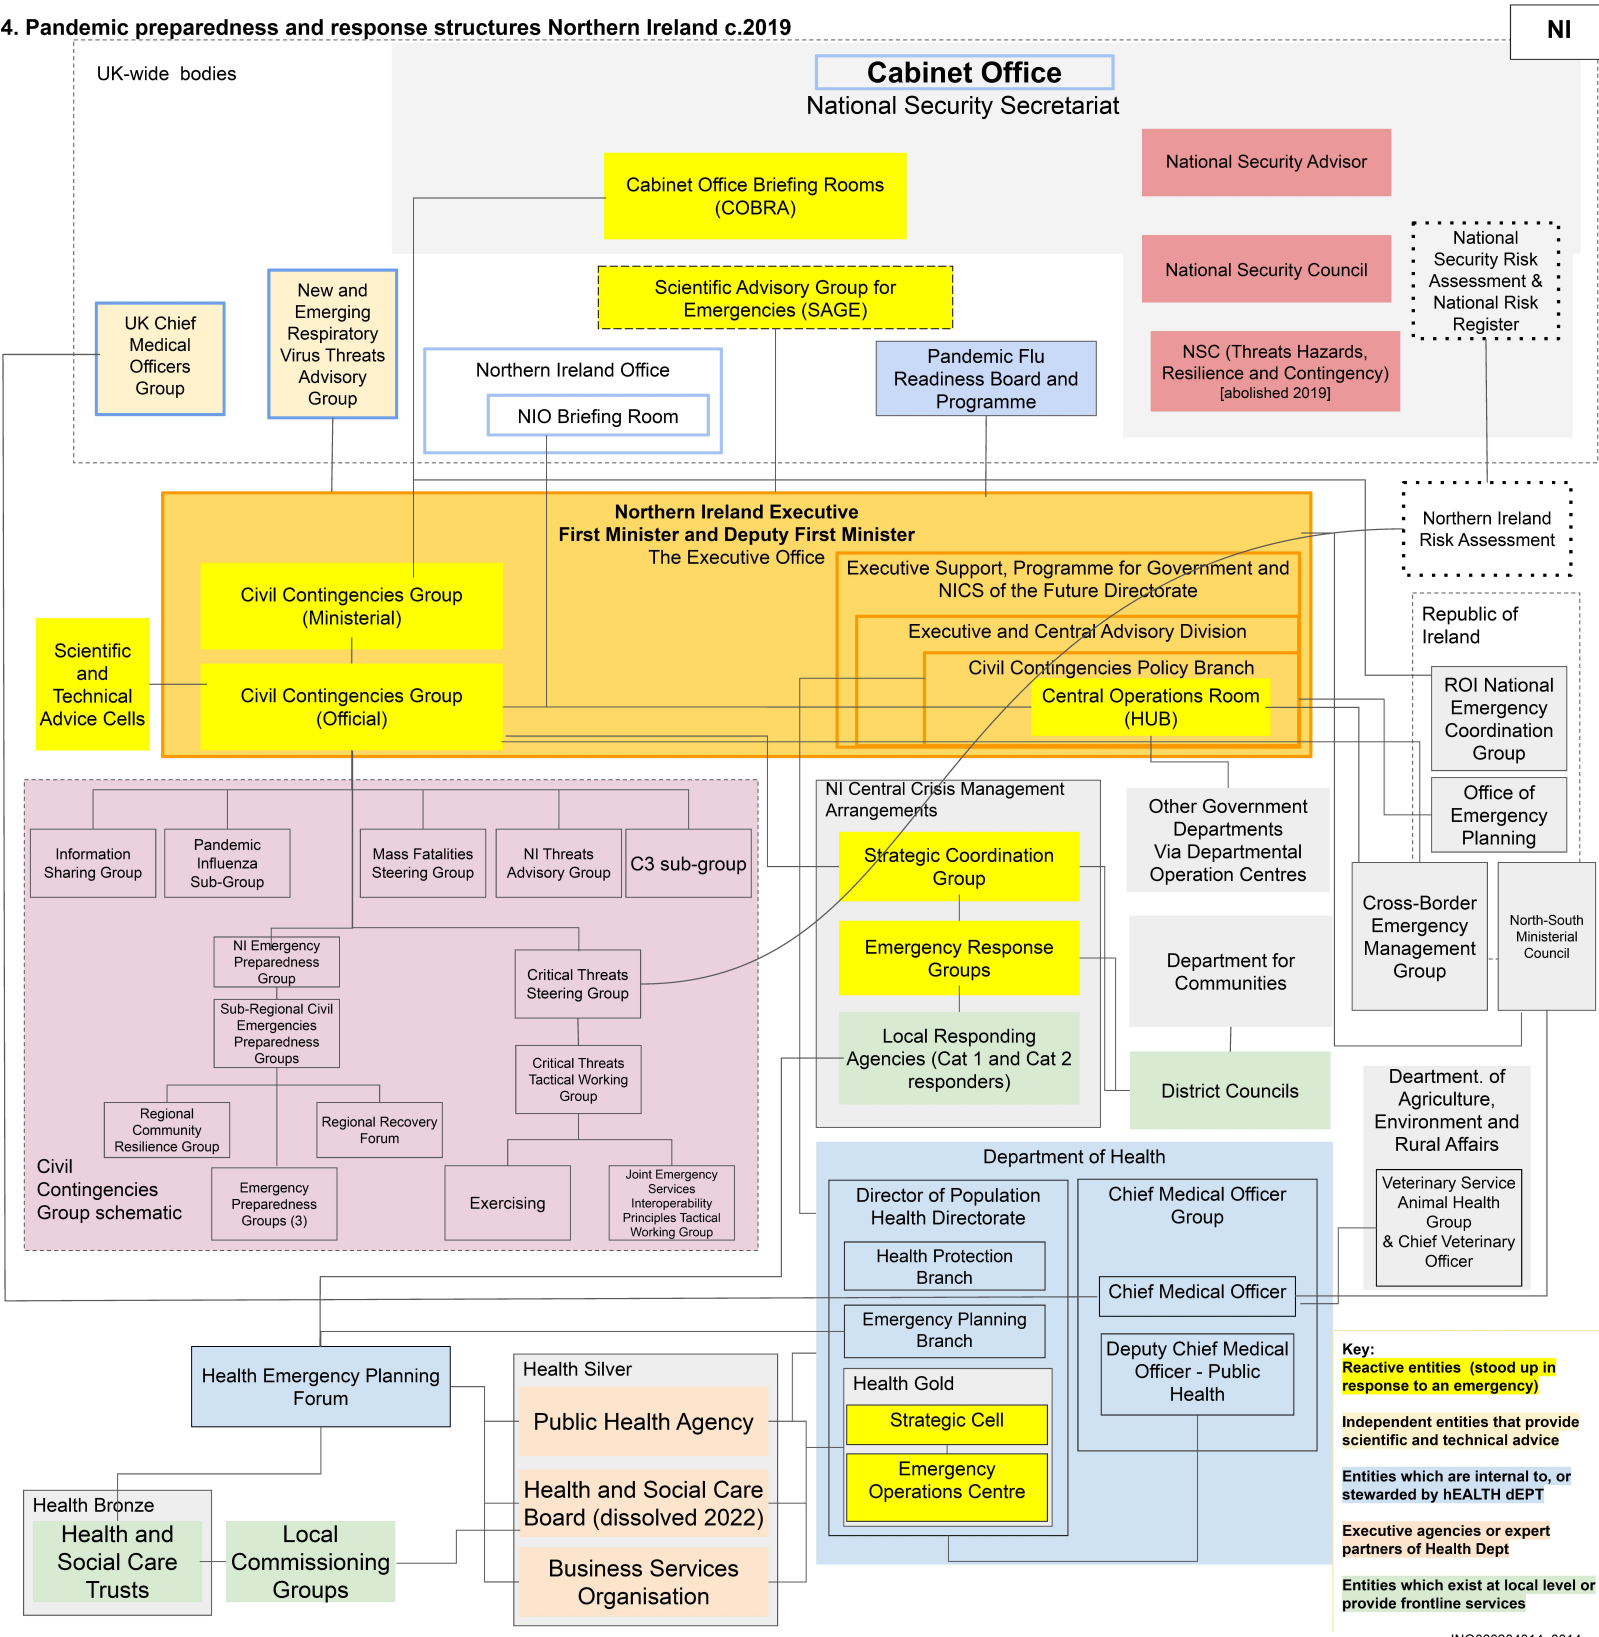 4. Pandemic preparedness and response structures Northern Ireland c.2019
NI
UK-wide bodies
Cabinet Office
National Security Secretariat
Cabinet Office Briefing Rooms
(COBRA)
National Security Advisor
National Security Council
NSC (Threats Hazards,
Resilience and Contingency)
[abolished 2019]
National
Security Risk
Assessment &
National Risk
Register
UK Chief
Medical
Officers
Group
New and
Emerging
Respiratory
Virus Threats
Advisory
Group
Scientific Advisory Group for
Emergencies (SAGE)
Northern Ireland Office
NIO Briefing Room
Pandemic Flu
Readiness Board and
Programme
Northern Ireland Executive
First Minister and Deputy First Minister
The Executive Office
Northern Ireland
Risk Assessment
Executive Support, Programme for Government and
NICS of the Future Directorate
Executive and Central Advisory Division
Civil Contingencies Policy Branch
Central Operations Room
(HUB)
Civil Contingencies Group
(Ministerial)
Civil Contingencies Group
(Official)
Scientific
and
Technical
Advice Cells
Republic of
Ireland
ROI National
Emergency
Coordination
Group
Office of
Emergency
Planning
Cross-Border
Emergency
Management
Group
North-South
Ministerial
Council
Information
Sharing Group
Pandemic
Influenza
Sub-Group
Mass Fatalities
Steering Group
NI Threats
Advisory Group
C3 sub-group
NI Emergency
Preparedness
Group
Sub-Regional Civil
Emergencies
Preparedness
Groups
Regional
Community
Resilience Group
Regional Recovery
Forum
Emergency
Preparedness
Groups (3)
Critical Threats
Steering Group
Critical Threats
Tactical Working
Group
Exercising
Joint Emergency
Services
Interoperability
Principles Tactical
Working Group
Civil
Contingencies
Group schematic
NI Central Crisis Management
Arrangements
Strategic Coordination
Group
Emergency Response
Groups
Local Responding
Agencies (Cat 1 and Cat 2
responders)
Other Government
Departments
Via Departmental
Operation Centres
Department for
Communities
District Councils
Deartment. of
Agriculture,
Environment and
Rural Affairs
Veterinary Service
Animal Health
Group
& Chief Veterinary
Officer
Department of Health
Director of Population
Health Directorate
Health Protection
Branch
Emergency Planning
Branch
Health Gold
Strategic Cell
Emergency
Operations Centre
Chief Medical Officer
Group
Chief Medical Officer
Deputy Chief Medical
Officer - Public
Health
Health Emergency Planning
Forum
Health Silver
Public Health Agency
Health and Social Care
Board (dissolved 2022)
Business Services
Organisation
Health Bronze
Health and
Social Care
Trusts
Local
Commissioning
Groups
Key:
Reactive entities (stood up in
response to an emergency)
Independent entities that provide
scientific and technical advice
Entities which are internal to, or
stewarded by hEALTH dEPT
Executive agencies or expert
partners of Health Dept
Entities which exist at local level or
provide frontline services